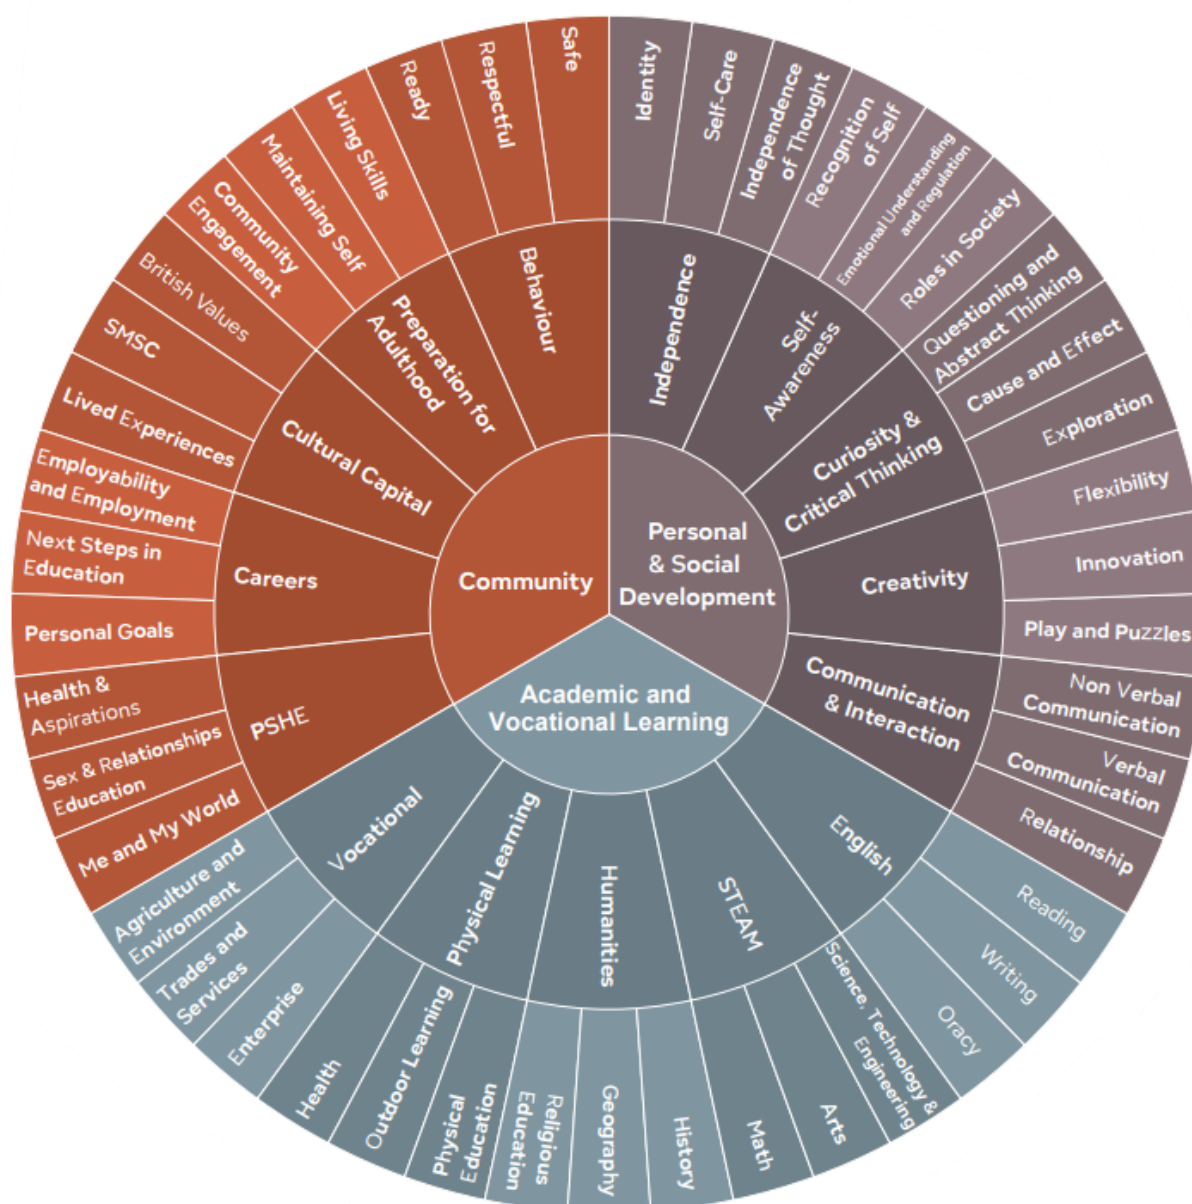 Community
Personal
& Social
Development
Academic and
Vocational Learning
Independence
Self-
Awareness
Curiosity &
Critical Thinking
Creativity
Communication
& Interaction
English
STEAM
Humanities
Physical Learning
Vocational
PSHE
Careers
Cultural Capital
Preparation for
Adulthood
Behaviour
Identity
Self-Care
Independence
of Thought
Recognition
of Self
Emotional Understanding
and Regulation
Roles in Society
Questioning and
Abstract Thinking
Cause and Effect
Exploration
Flexibility
Innovation
Play and Puzzles
Non Verbal
Communication
Verbal
Communication
Relationship
Reading
Writing
Oracy
Science, Technology &
Engineering
Arts
Math
History
Geography
Religious
Education
Physical
Education
Outdoor Learning
Health
Enterprise
Trades and
Services
Agriculture and
Environment
Me and My World
Sex & Relationships
Education
Health &
Aspirations
Personal Goals
Next Steps in
Education
Employability
and Employment
Lived Experiences
SMSC
British Values
Community
Engagement
Maintaining Self
Living Skills
Ready
Respectful
Safe